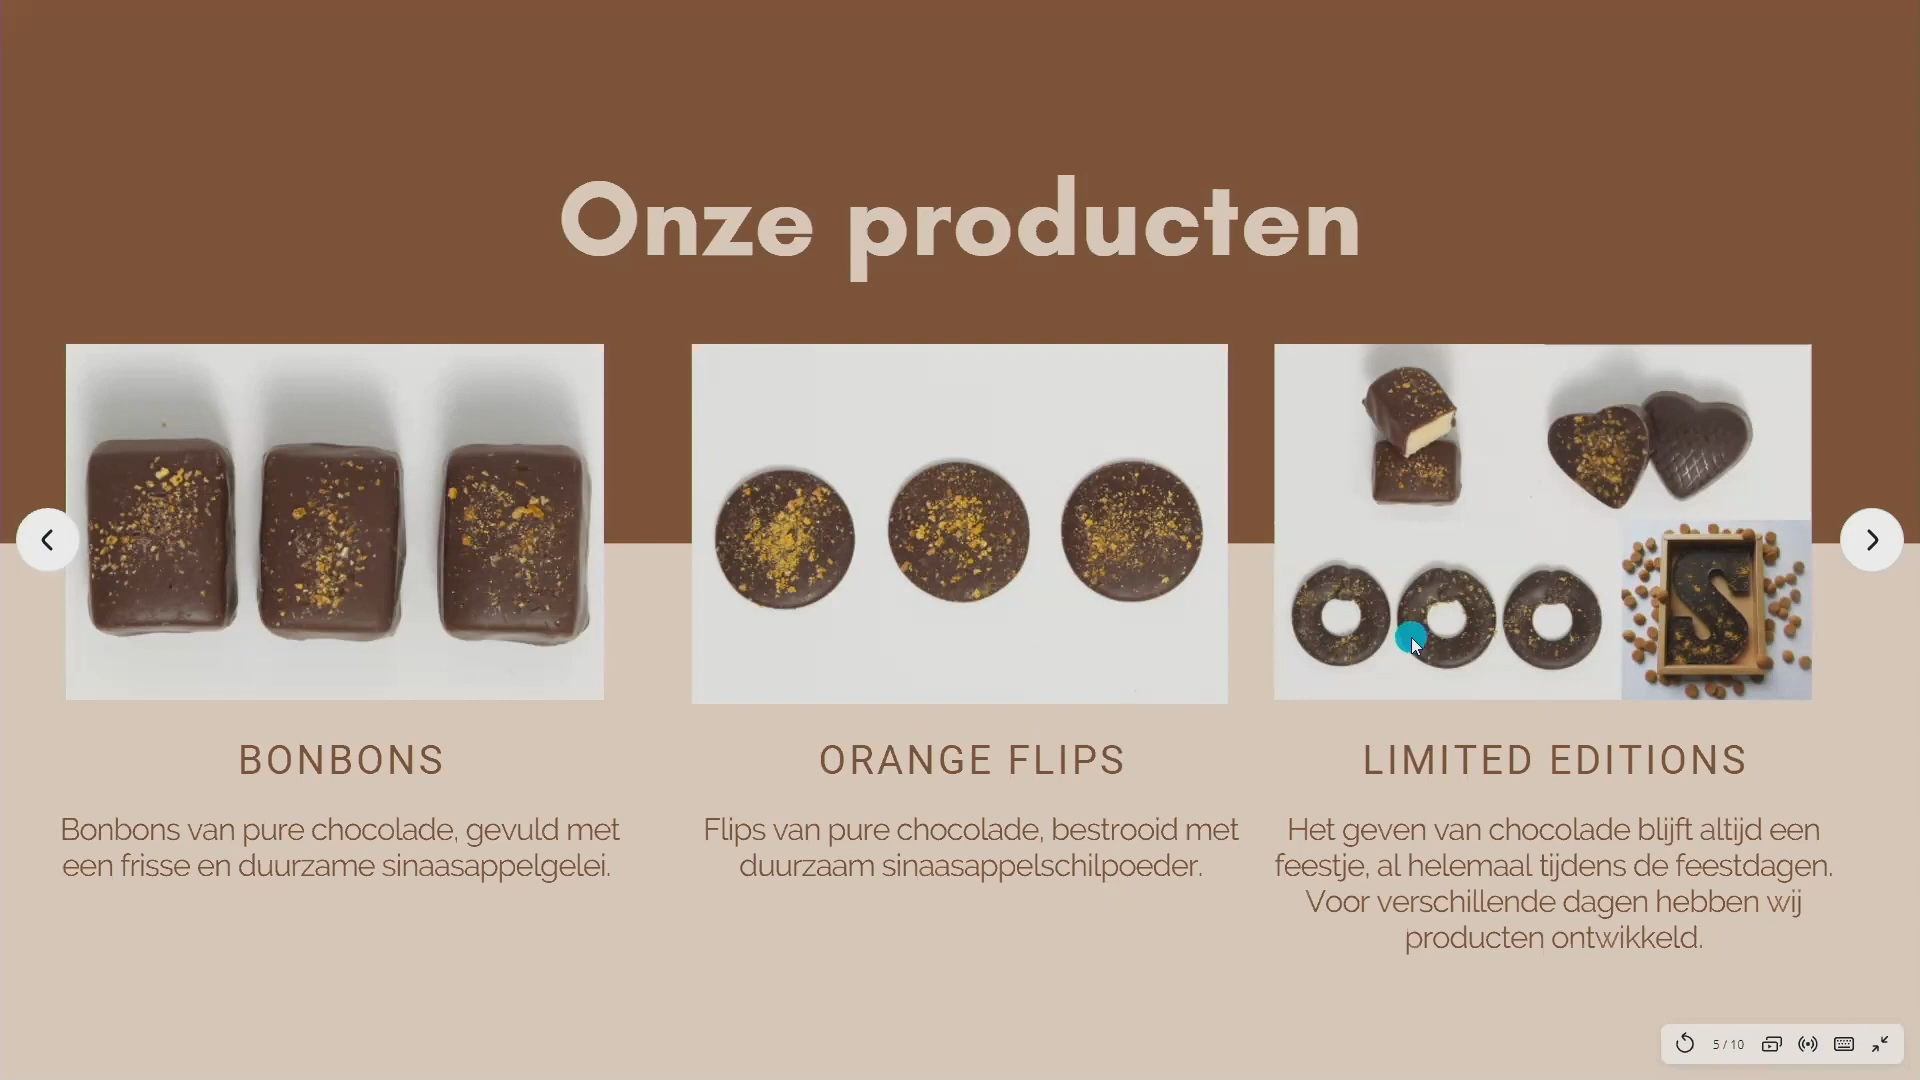 Onze producten
BONBONS
Bonbons van pure chocolade, gevuld met
een frisse en duurzame sinaasappelgelei.
ORANGE FLIPS
Flips van pure chocolade, bestrooid met
duurzaam sinaasappelschilpoeder.
LIMITED EDITIONS
Het geven van chocolade blijft altijd een
feestje, al helemaal tijdens de feestdagen.
Voor verschillende dagen hebben wij
producten ontwikkeld.
5 / 10